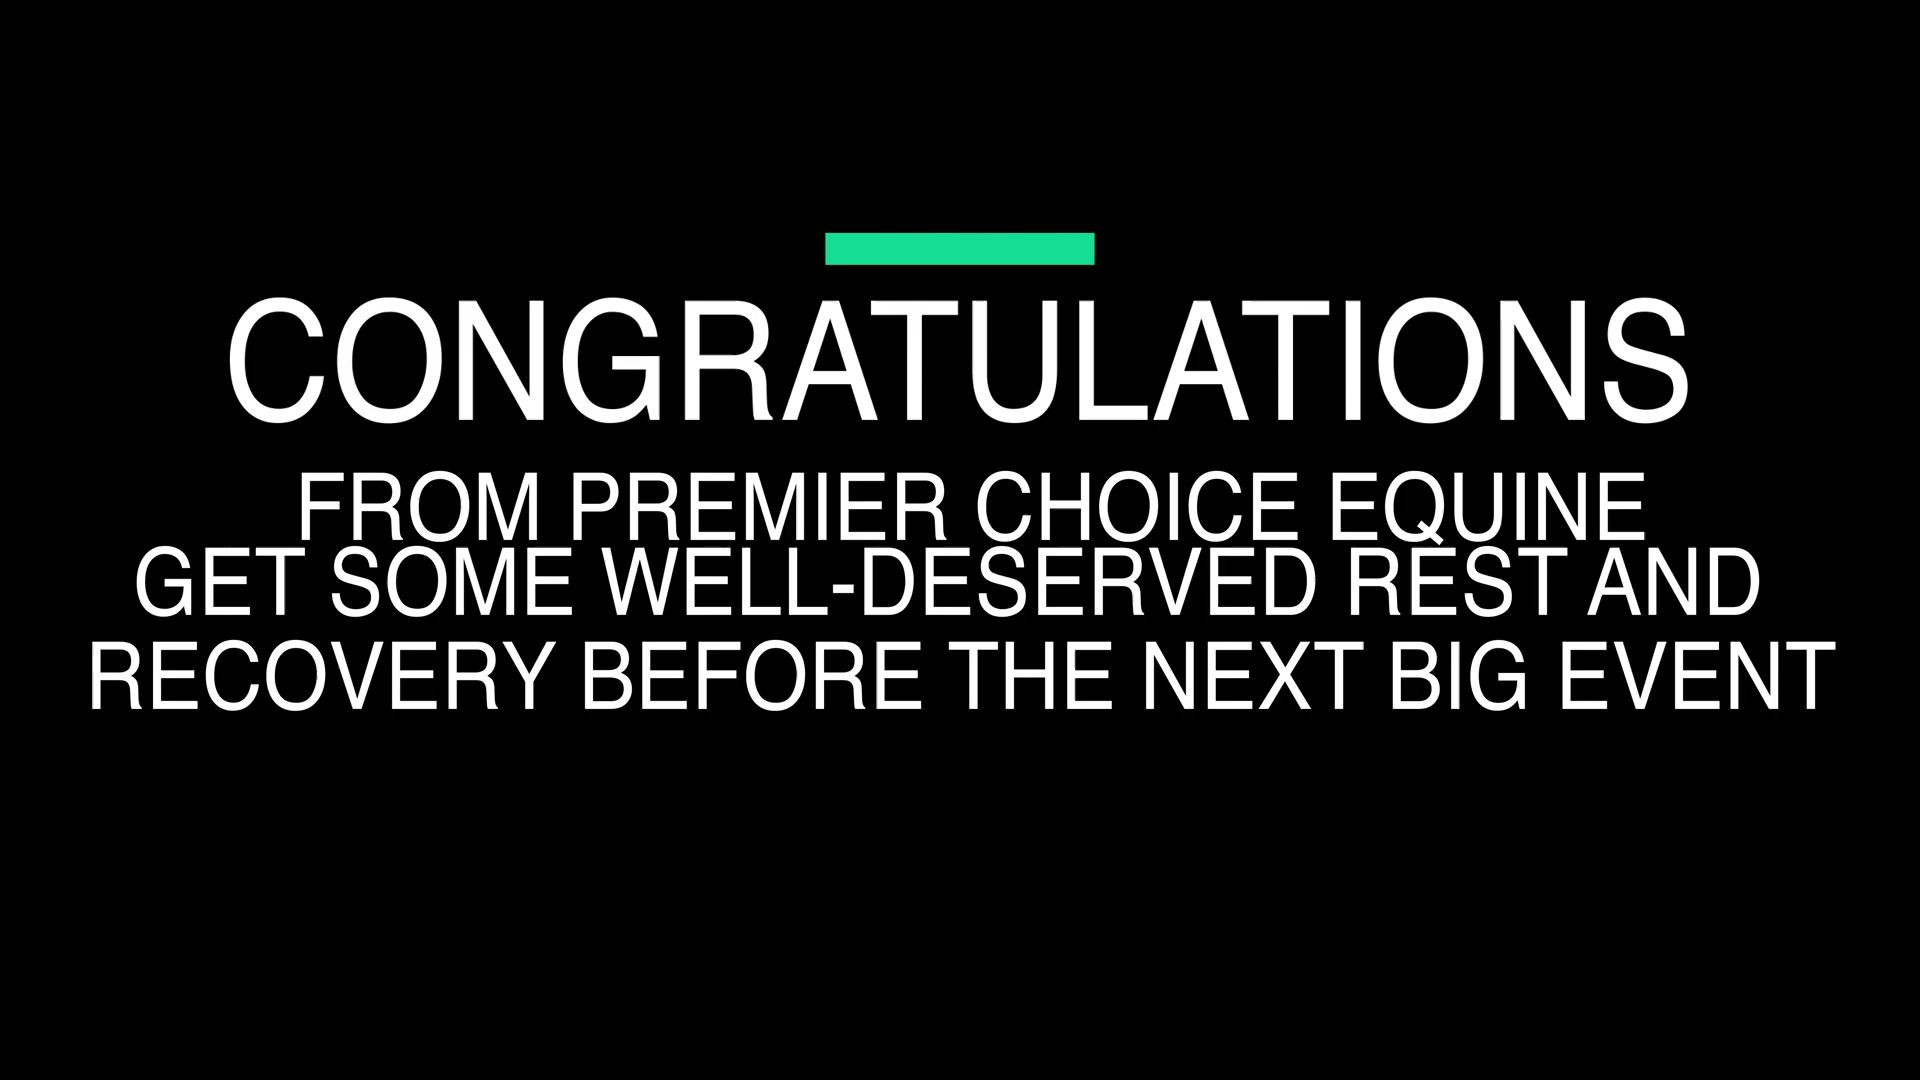 CONGRATULATIONS
FROM PREMIER CHOICE EQUINE
GET SOME WELL-DESERVED REST AND
RECOVERY BEFORE THE NEXT BIG EVENT